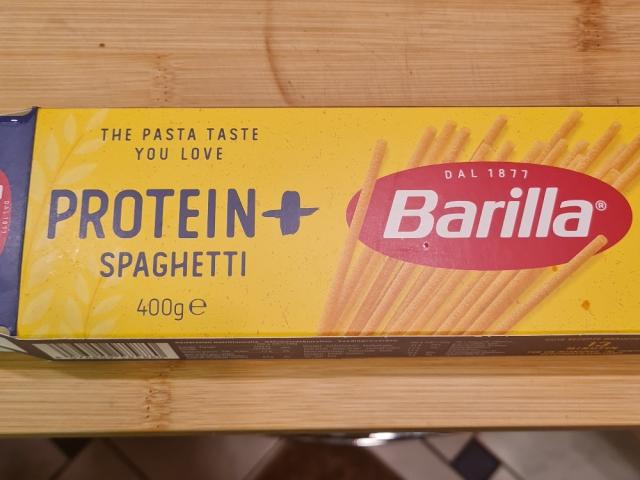 THE PASTA TASTE
YOU LOVE
PROTEIN+
SPAGHETTI
400g ℮
DAL 1877
Barilla®